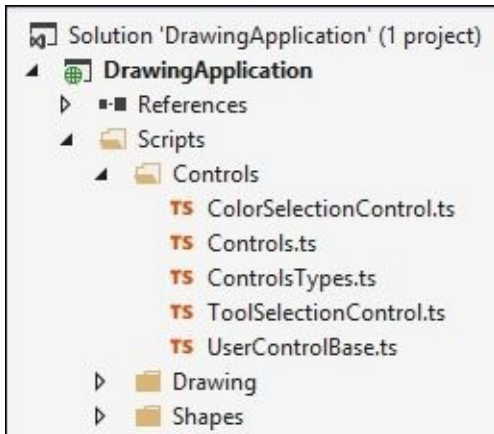 Solution 'DrawingApplication' (1 project)
DrawingApplication
References
Scripts
Controls
TS ColorSelectionControl.ts
TS Controls.ts
TS ControlsTypes.ts
TS ToolSelectionControl.ts
TS UserControlBase.ts
Drawing
Shapes